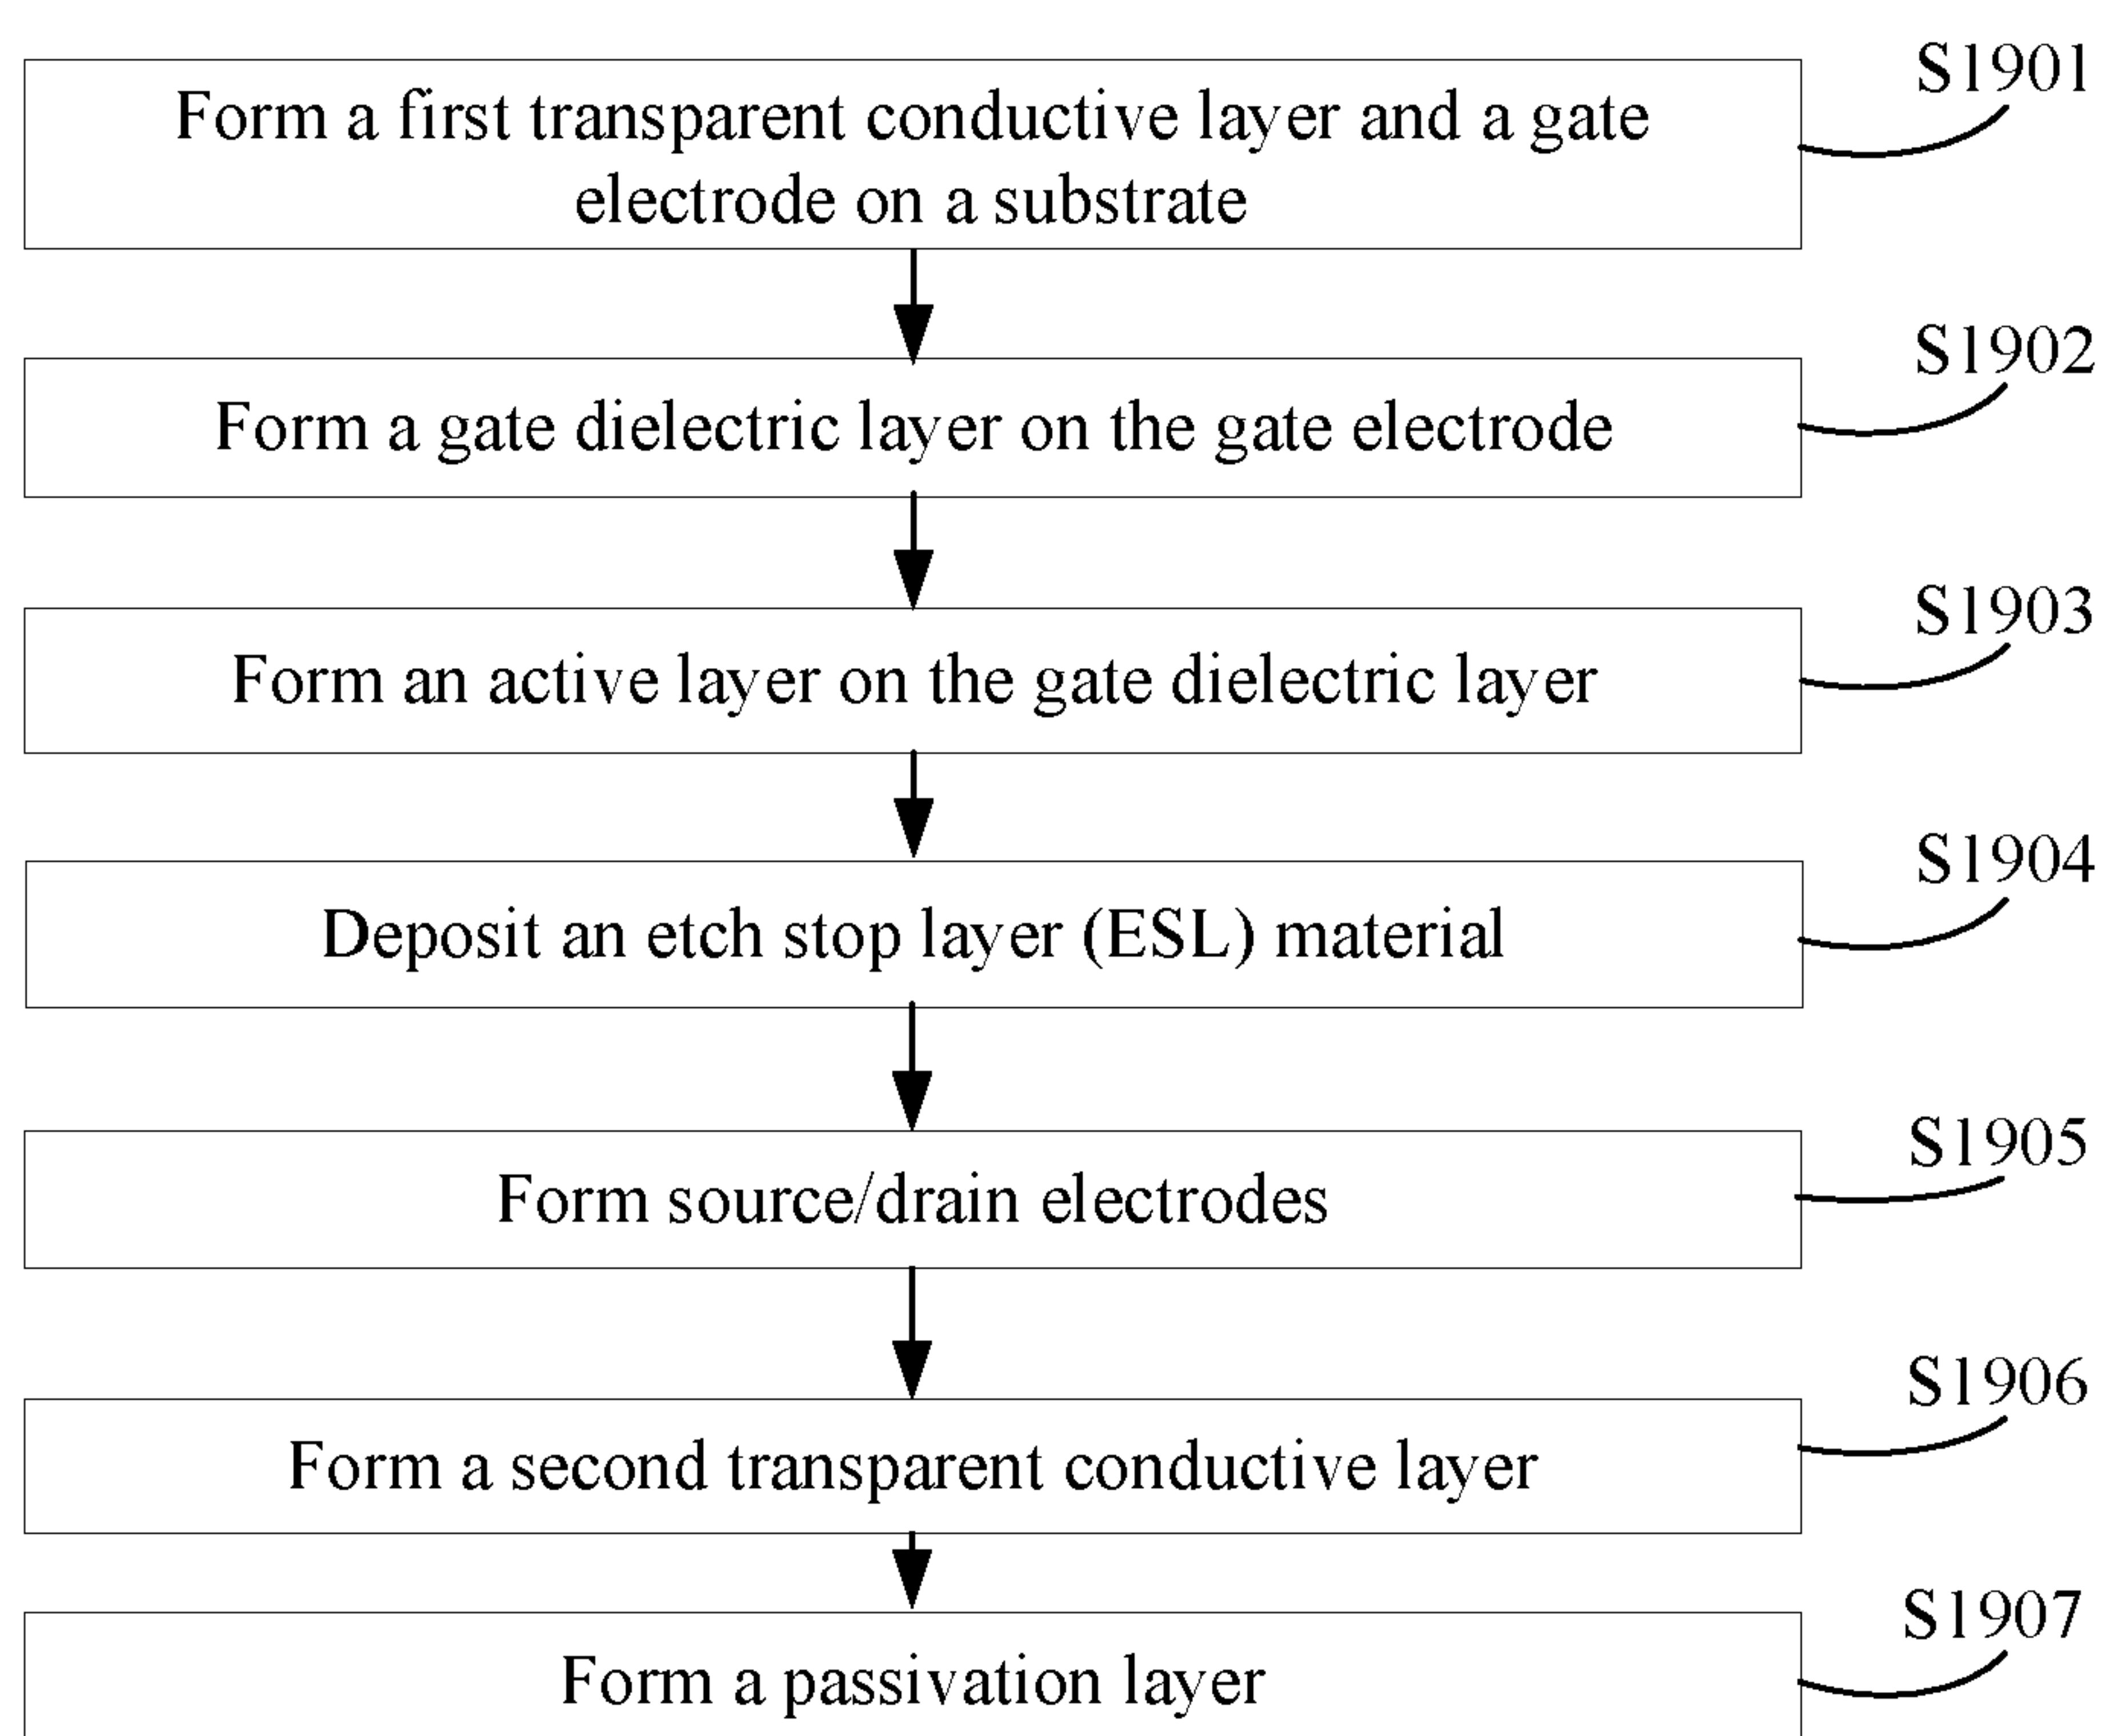 S1901
Form a first transparent conductive layer and a gate
electrode on a substrate
S1902
Form a gate dielectric layer on the gate electrode
S1903
Form an active layer on the gate dielectric layer
S1904
Deposit an etch stop layer (ESL) material
S1905
Form source/drain electrodes
S1906
Form a second transparent conductive layer
S1907
Form a passivation layer